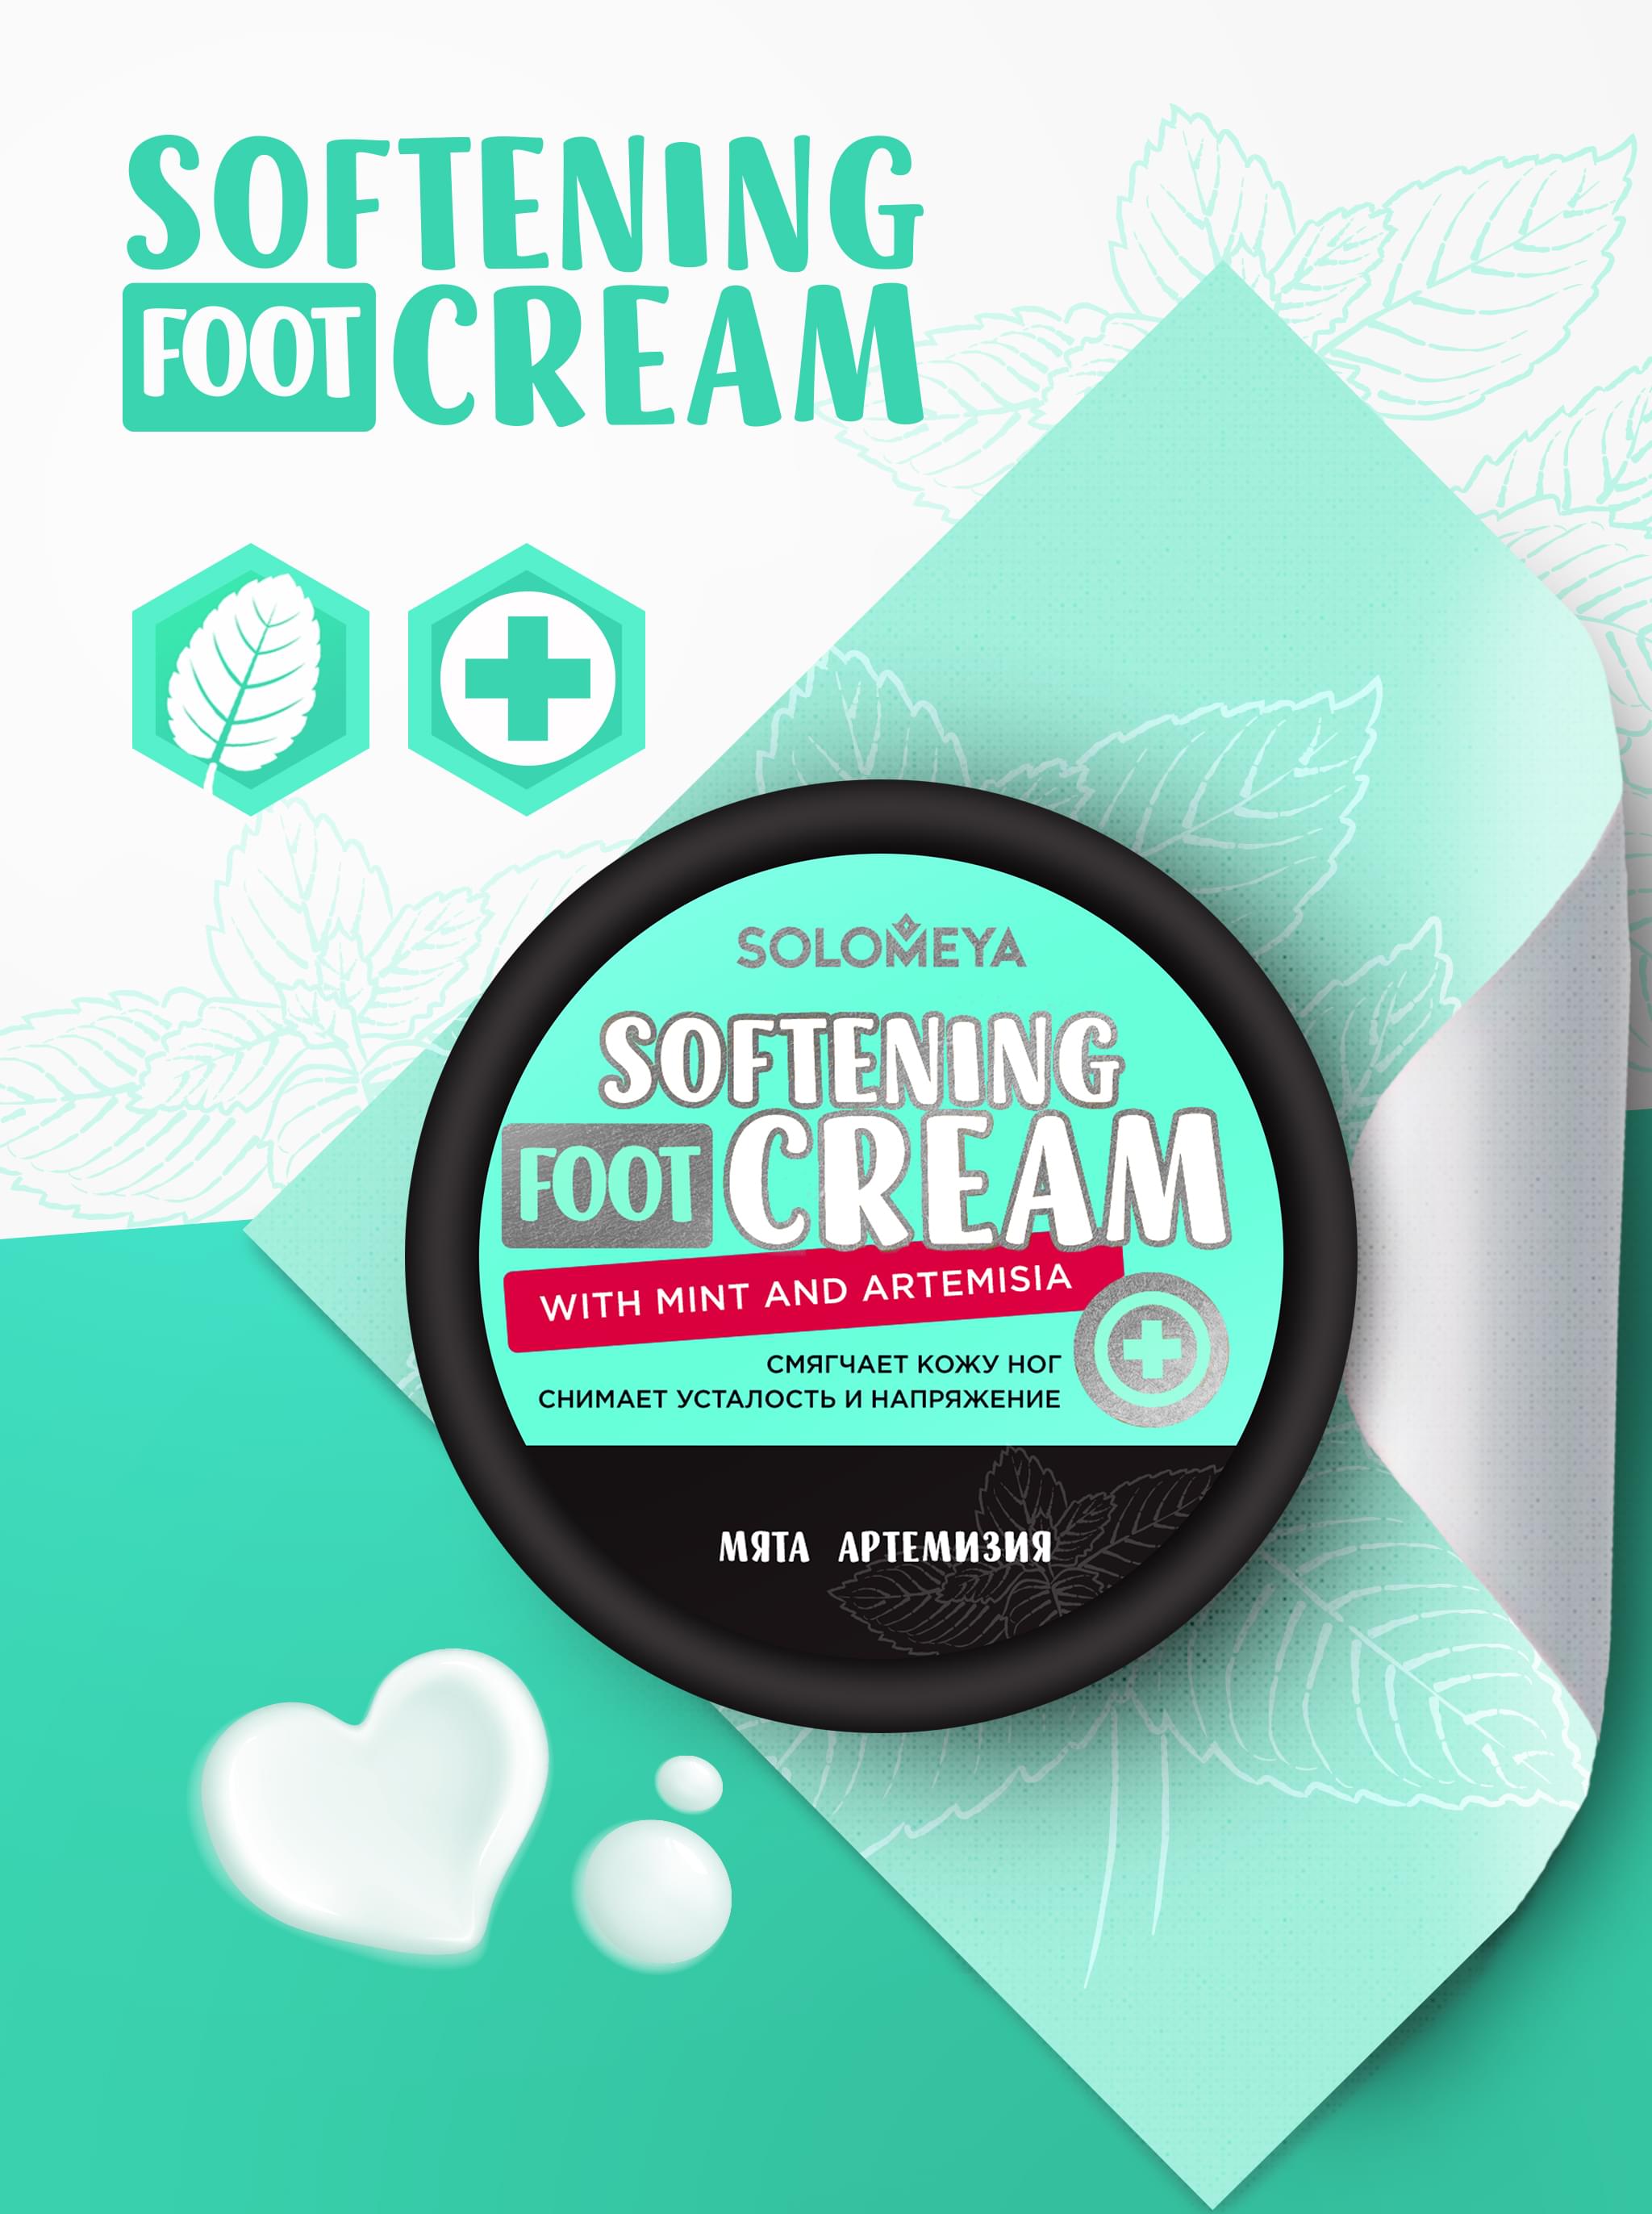 SOFTENING
FOOT CREAM
SOLOMEYA
SOFTENING
FOOT CREAM
WITH MINT AND ARTEMISIA
СМЯГЧАЕТ КОЖУ НОГ
СНИМАЕТ УСТАЛОСТЬ И НАПРЯЖЕНИЕ
МЯТА АРТЕМИЗИЯ